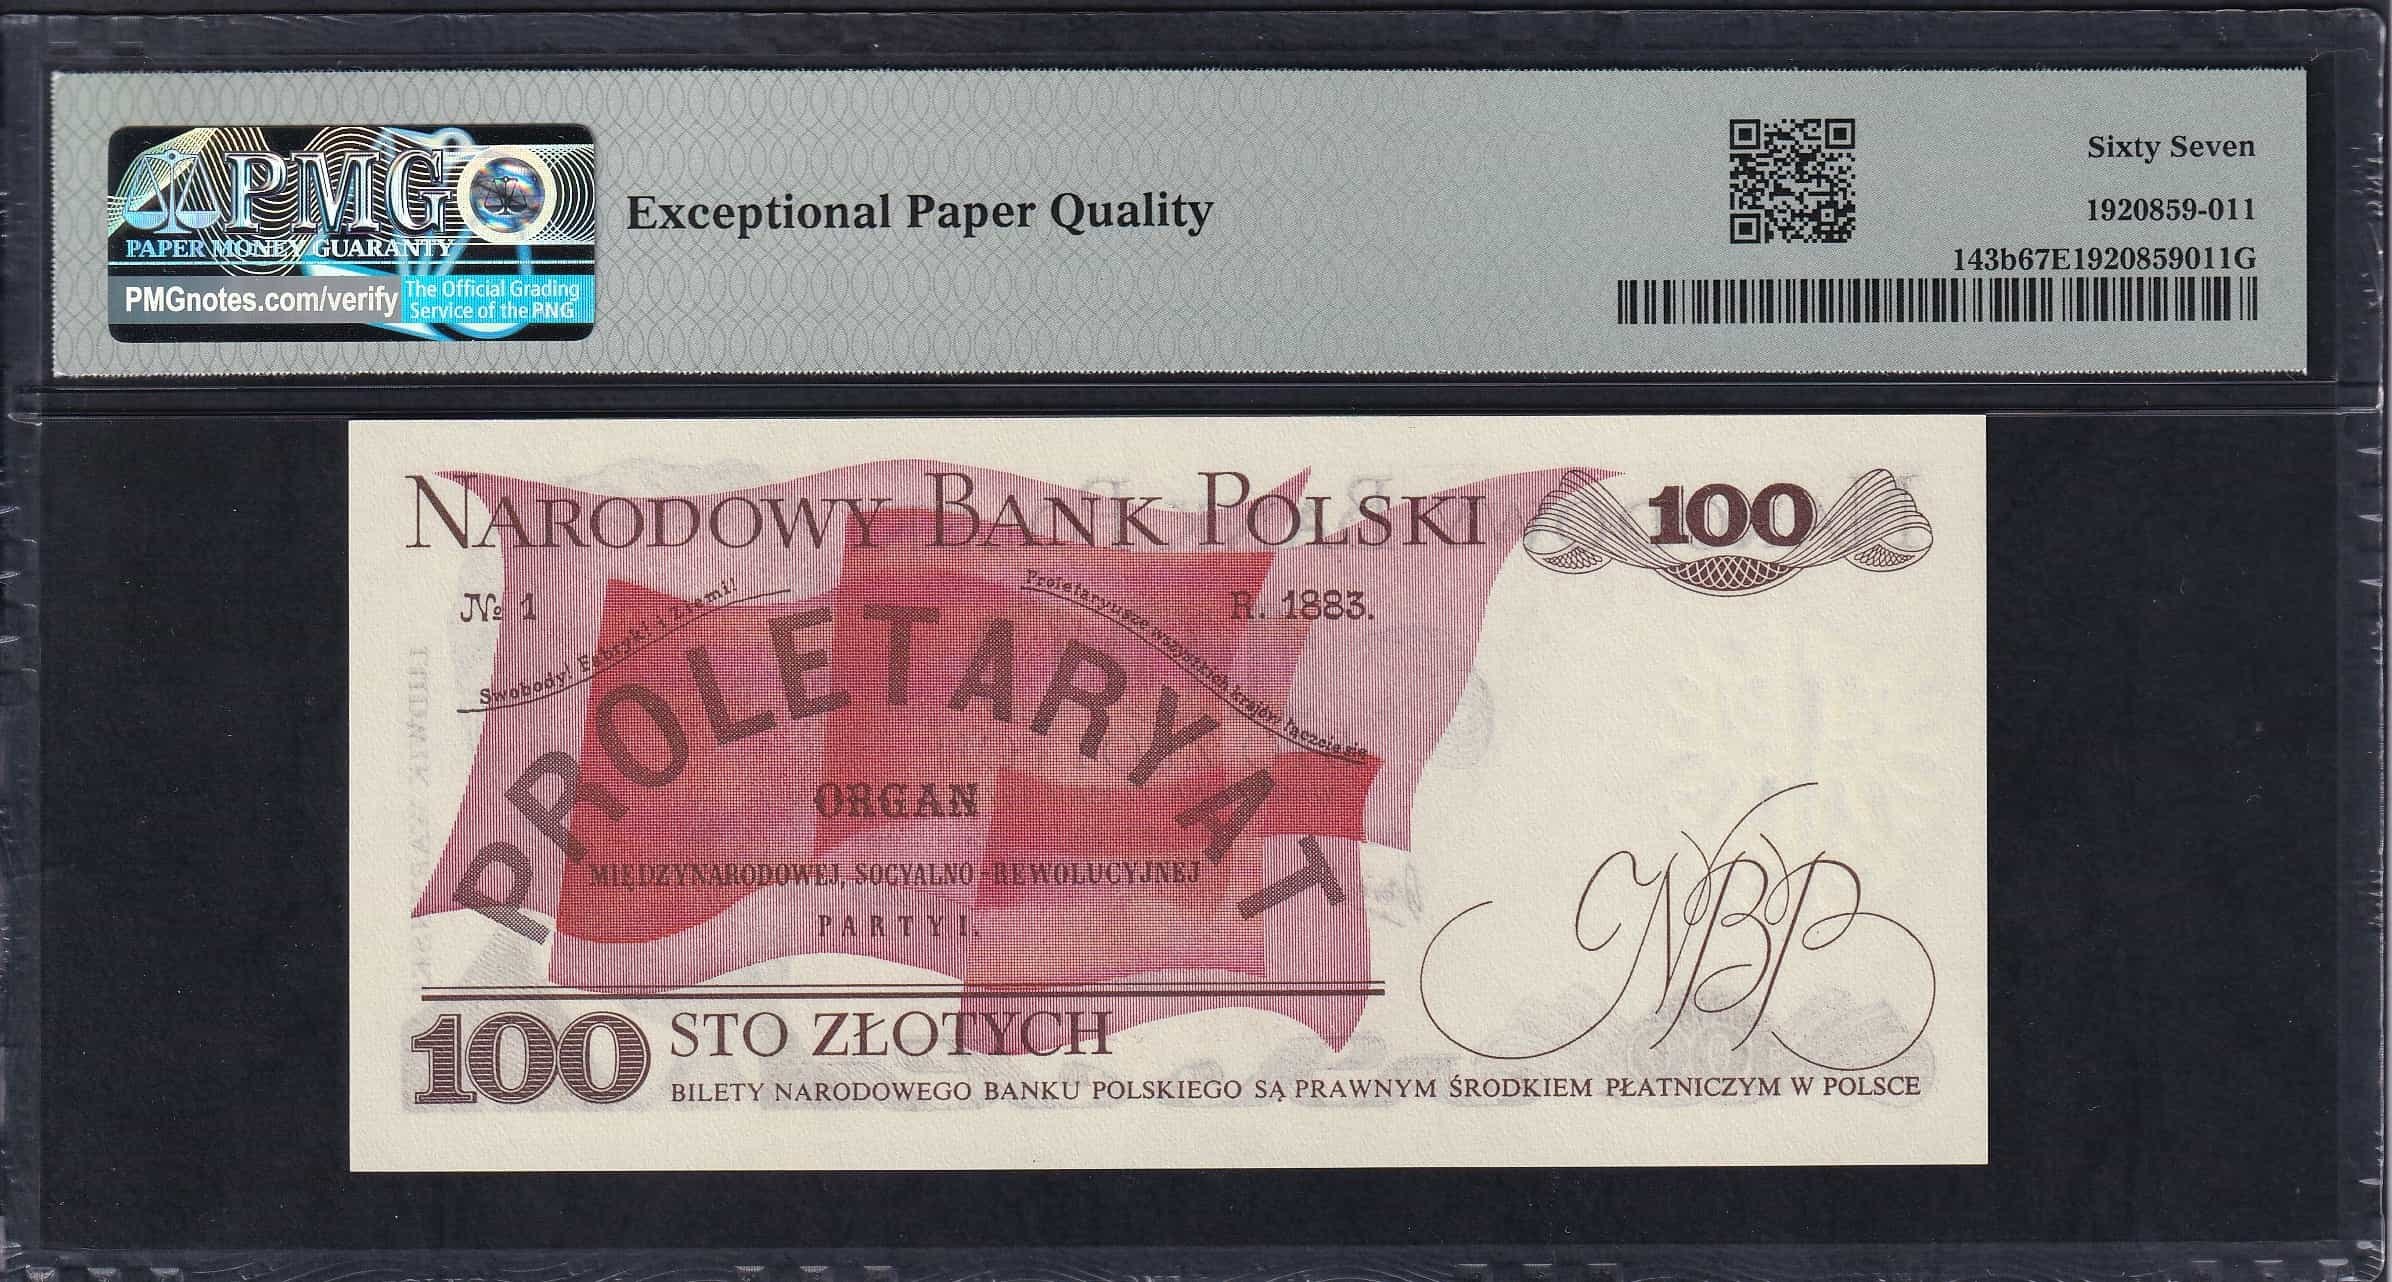 PMG
PAPER MONEY GUARANTY
PMGnotes.com/verify
The Official Grading
Service of the PNG
Exceptional Paper Quality
Sixty Seven
1920859-011
143b67E1920859011G
NARODOWY BANK POLSKI
100
№ 1
R. 1883.
Swobody! Fabryki i Ziemi!
Proletaryusze wszystkich krajów łączcie się
PROLETARYAT
ORGAN
MIĘDZYNARODOWEJ, SOCYALNO-REWOLUCYJNEJ
PARTYI.
NBP
100
STO ZŁOTYCH
BILETY NARODOWEGO BANKU POLSKIEGO SĄ PRAWNYM ŚRODKIEM PŁATNICZYM W POLSCE